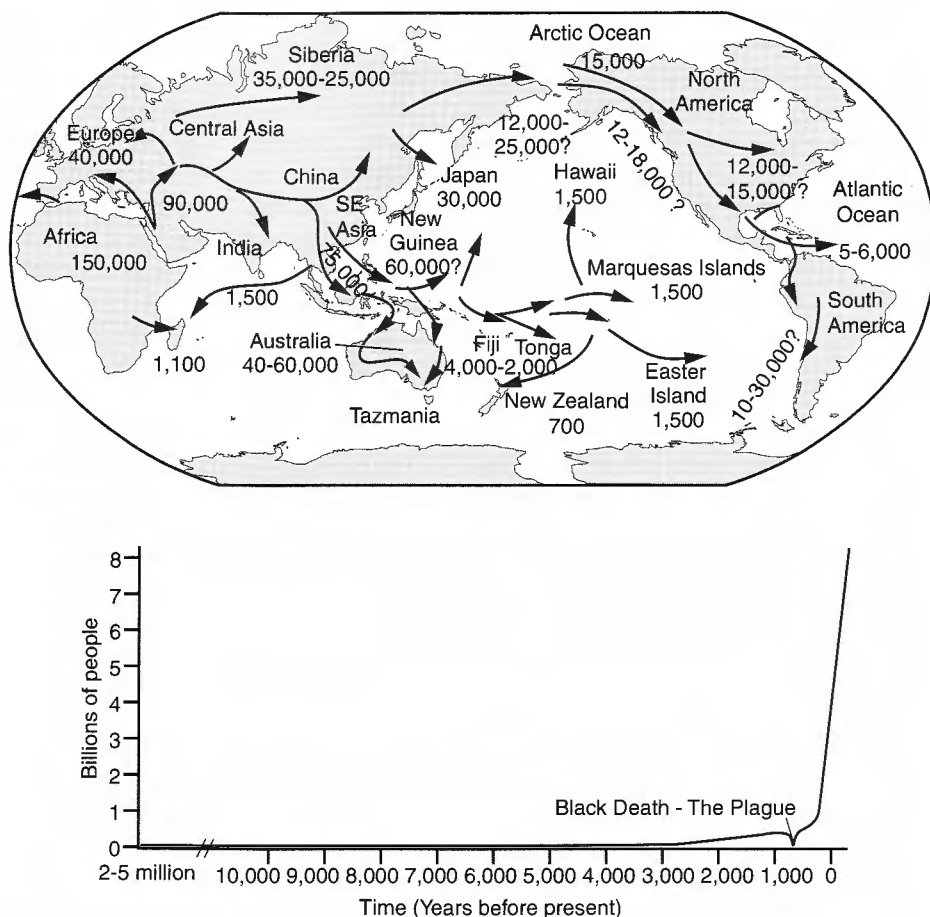 Arctic Ocean
15,000
Siberia
35,000-25,000
North
America
Europe
40,000
Central Asia
12,000-
25,000?
12-18,000 ?
China
Japan
30,000
Hawaii
1,500
12,000-
15,000 ?
Atlantic
Ocean
5-6,000
90,000
SE
Asia
New
Guinea
60,000?
Africa
150,000
India
75,000
Marquesas Islands
1,500
1,500
South
America
1,100
Australia
40-60,000
Fiji
Tonga
4,000-2,000
Easter
Island
1,500
10-30,000?
Tazmania
New Zealand
700
8
7
6
5
4
3
2
1
0
Billions of people
Black Death - The Plague
2-5 million
10,000 9,000 8,000 7,000 6,000 5,000 4,000 3,000 2,000 1,000 0
Time (Years before present)